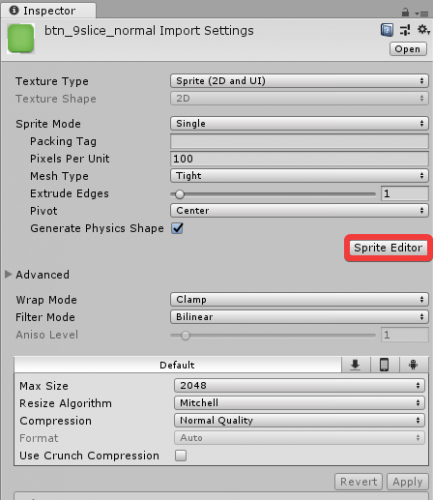 Inspector
btn_9slice_normal Import Settings
Open
Texture Type Sprite (2D and UI)
Texture Shape 2D
Sprite Mode Single
Packing Tag
Pixels Per Unit 100
Mesh Type Tight
Extrude Edges 1
Pivot Center
Generate Physics Shape
Sprite Editor
Advanced
Wrap Mode Clamp
Filter Mode Bilinear
Aniso Level 1
Default
Max Size 2048
Resize Algorithm Mitchell
Compression Normal Quality
Format Auto
Use Crunch Compression
Revert Apply